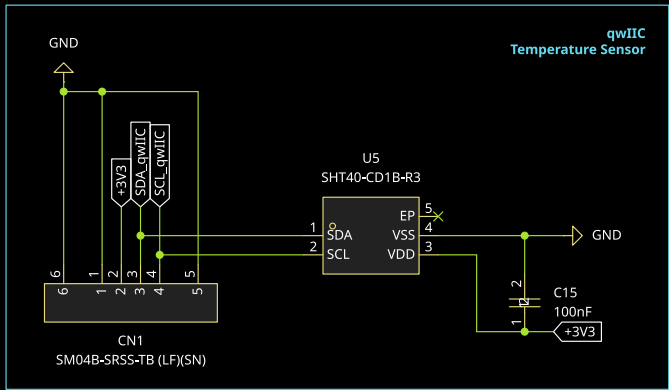 qwIIC
Temperature Sensor
GND
+3V3
SDA_qwIIC
SCL_qwIIC
U5
SHT40-CD1B-R3
1 SDA
2 SCL
EP 5
VSS 4
VDD 3
GND
2
1
C15
100nF
+3V3
6 1 2 3 4 5
6 1 2 3 4 5
CN1
SM04B-SRSS-TB (LF)(SN)